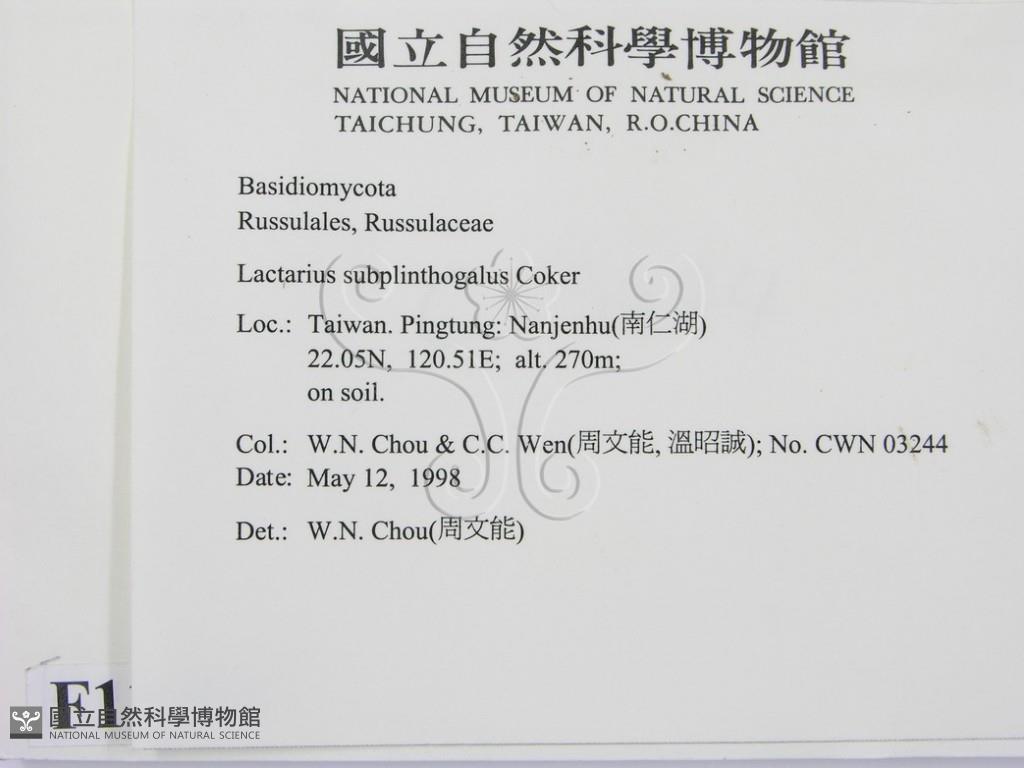 國立自然科學博物館
NATIONAL MUSEUM OF NATURAL SCIENCE
TAICHUNG, TAIWAN, R.O.CHINA
Basidiomycota
Russulales, Russulaceae
Lactarius subplinthogalus Coker
Loc.: Taiwan. Pingtung: Nanjenhu(南仁湖)
22.05N, 120.51E; alt. 270m;
on soil.
Col.: W.N. Chou & C.C. Wen(周文能, 溫昭誠); No. CWN 03244
Date: May 12, 1998
Det.: W.N. Chou(周文能)
F1
國立自然科學博物館
NATIONAL MUSEUM OF NATURAL SCIENCE